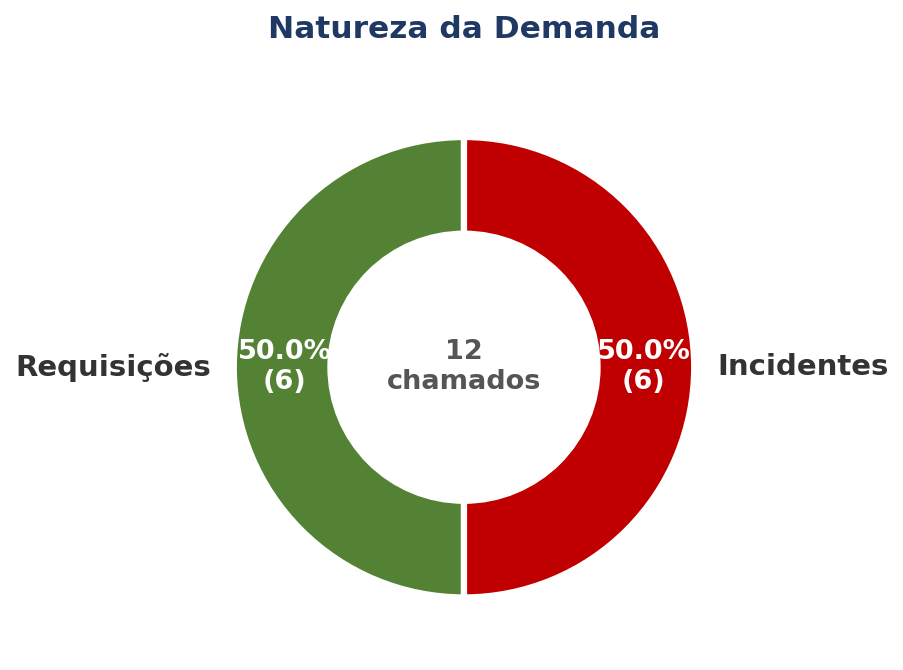 Natureza da Demanda
Requisições
50.0%
(6)
12
chamados
50.0%
(6)
Incidentes